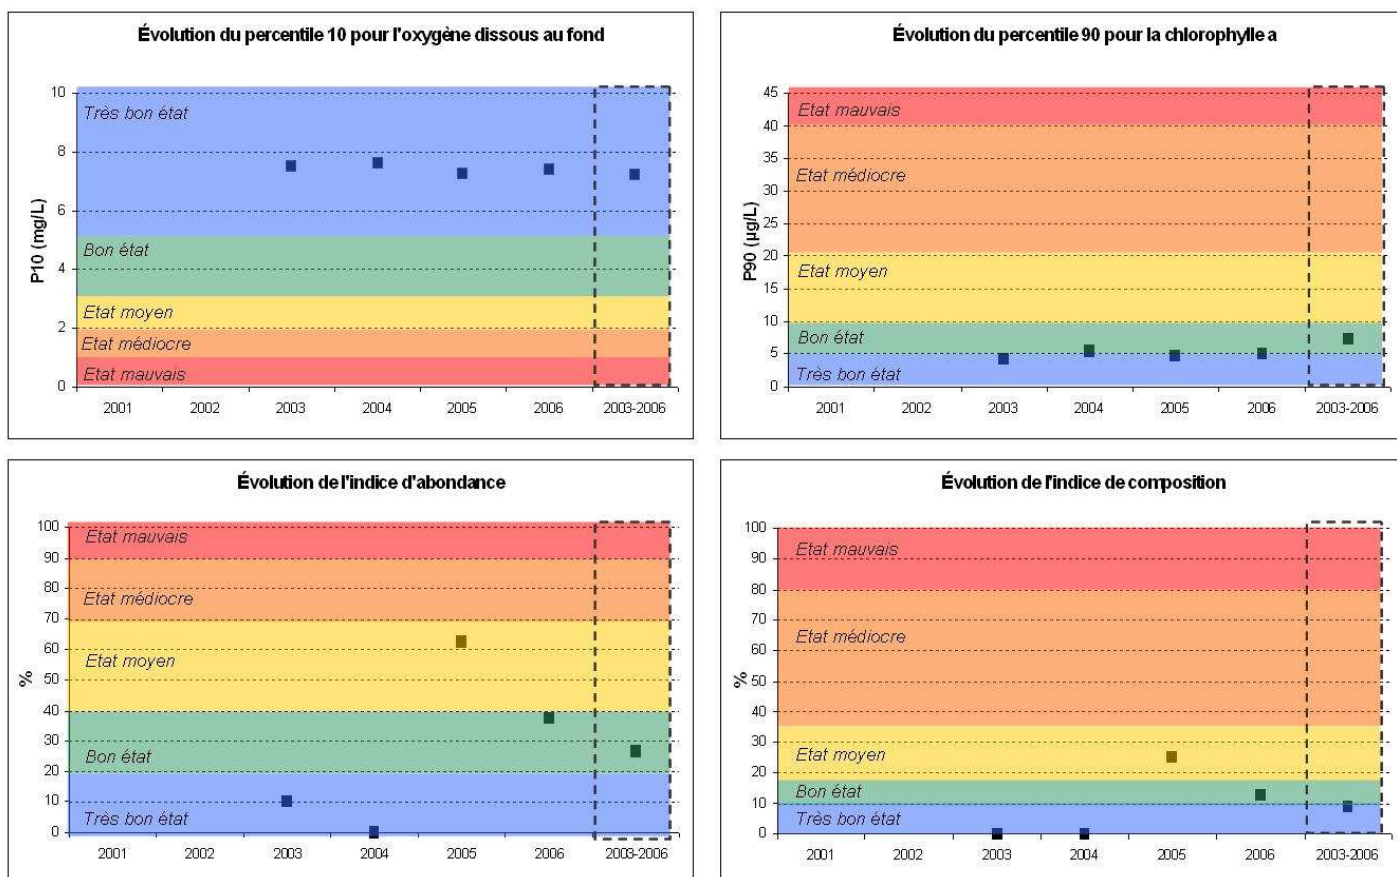 Évolution du percentile 10 pour l'oxygène dissous au fond
P10 (mg/L)
10
8
6
4
2
0
Très bon état
Bon état
Etat moyen
Etat médiocre
Etat mauvais
2001 2002 2003 2004 2005 2006 2003-2006
Évolution du percentile 90 pour la chlorophylle a
P90 (µg/L)
45
40
35
30
25
20
15
10
5
0
Etat mauvais
Etat médiocre
Etat moyen
Bon état
Très bon état
2001 2002 2003 2004 2005 2006 2003-2006
Évolution de l'indice d'abondance
%
100
90
80
70
60
50
40
30
20
10
0
Etat mauvais
Etat médiocre
Etat moyen
Bon état
Très bon état
2001 2002 2003 2004 2005 2006 2003-2006
Évolution de l'indice de composition
%
100
90
80
70
60
50
40
30
20
10
0
Etat mauvais
Etat médiocre
Etat moyen
Bon état
Très bon état
2001 2002 2003 2004 2005 2006 2003-2006